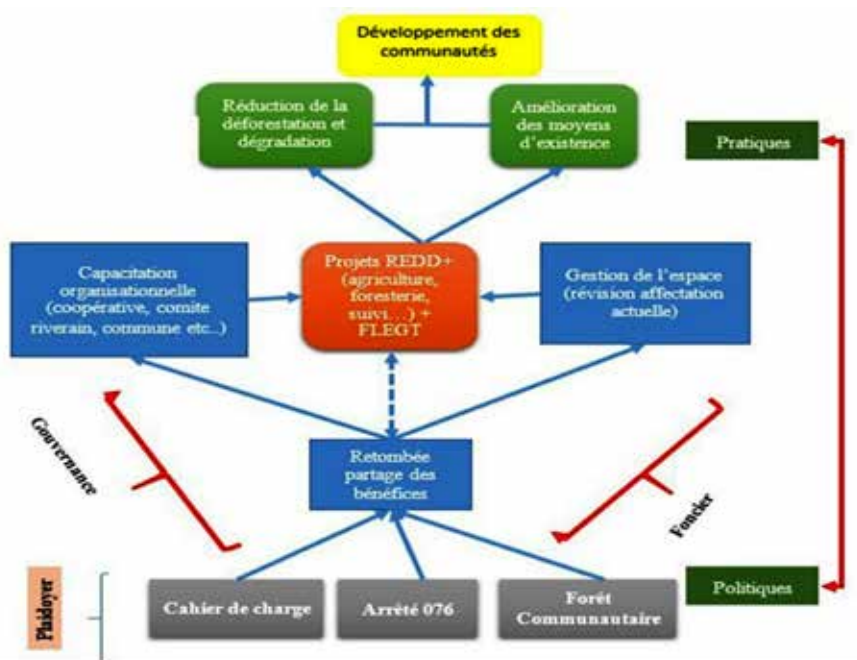 Développement des
communautés
Réduction de la
déforestation et
dégradation
Amélioration
des moyens
d'existence
Pratiques
Capacitation
organisationnelle
(coopérative, comite
riverain, commune etc..)
Projets REDD+
(agriculture,
foresterie,
suivi...) +
FLEGT
Gestion de l'espace
(révision affectation
actuelle)
Gouvernance
Retombée
partage des
bénéfices
Foncier
Plaidoyer
Cahier de charge
Arrêté 076
Forêt
Communautaire
Politiques